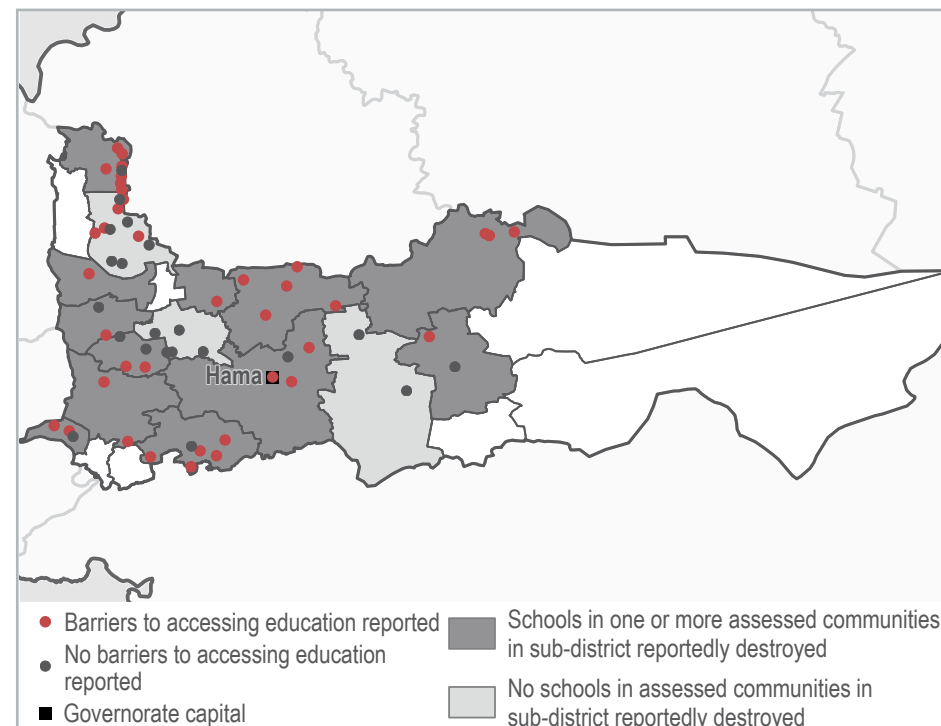 Hama
Barriers to accessing education reported
No barriers to accessing education
reported
Governorate capital
Schools in one or more assessed communities
in sub-district reportedly destroyed
No schools in assessed communities in
sub-district reportedly destroyed